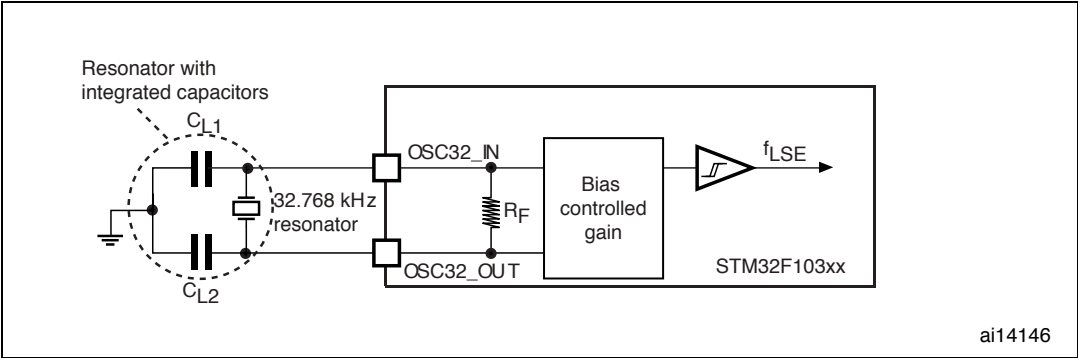 Resonator with
integrated capacitors
CL1
OSC32_IN
fLSE
Bias
controlled
gain
32.768 kHz
resonator
RF
OSC32_OUT
STM32F103xx
CL2
ai14146